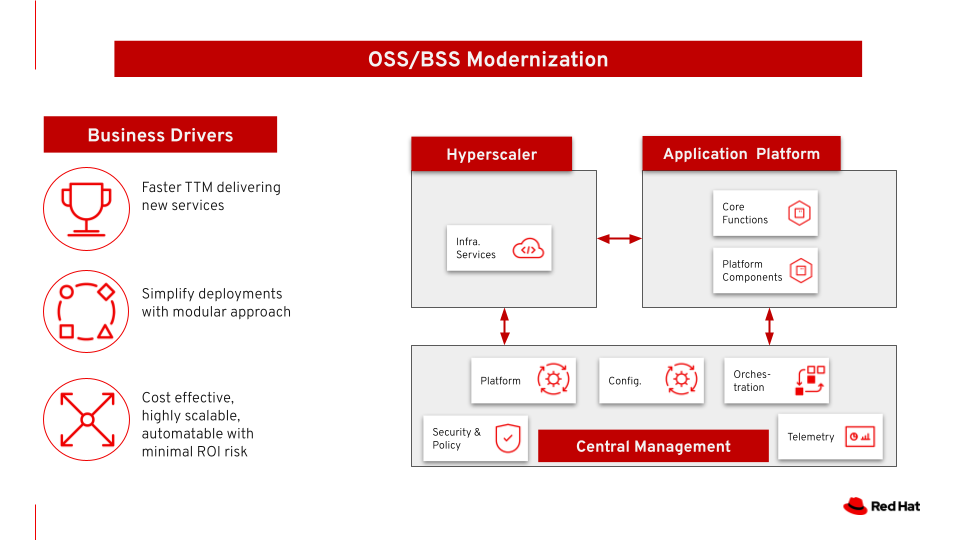 OSS/BSS Modernization
Business Drivers
Faster TTM delivering
new services
Simplify deployments
with modular approach
Cost effective,
highly scalable,
automatable with
minimal ROI risk
Hyperscaler
Infra.
Services
</>
Application Platform
Core
Functions
Platform
Components
Platform
Config.
Orches-
tration
Security &
Policy
Central Management
Telemetry
Red Hat